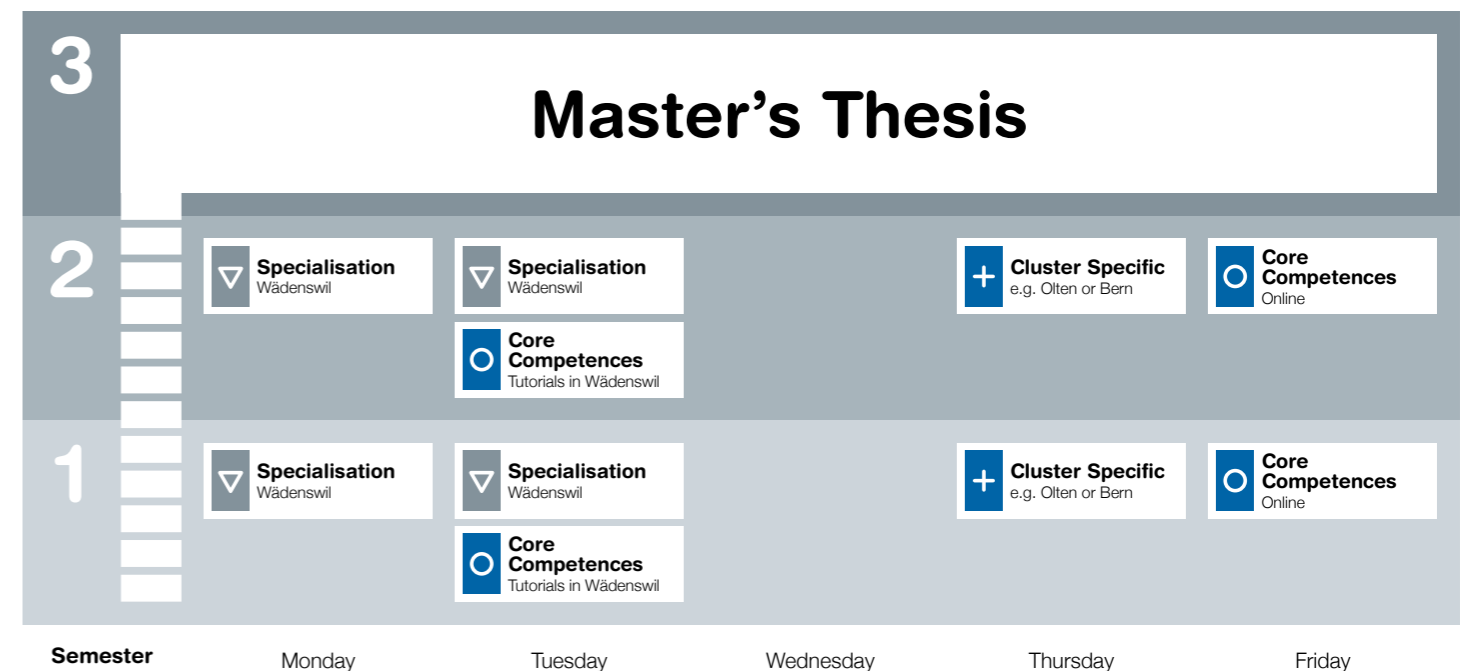 3
Master’s Thesis
2
Specialisation
Wädenswil
Specialisation
Wädenswil
Core
Competences
Tutorials in Wädenswil
Cluster Specific
e.g. Olten or Bern
Core
Competences
Online
1
Specialisation
Wädenswil
Specialisation
Wädenswil
Core
Competences
Tutorials in Wädenswil
Cluster Specific
e.g. Olten or Bern
Core
Competences
Online
Semester
Monday
Tuesday
Wednesday
Thursday
Friday